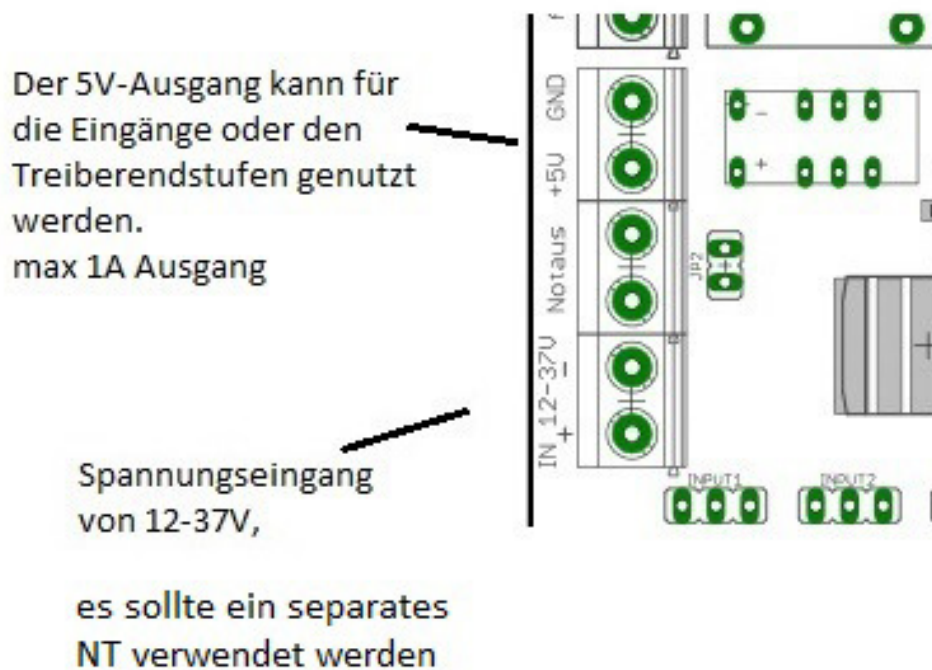 Der 5V-Ausgang kann für
die Eingänge oder den
Treiberendstufen genutzt
werden.
max 1A Ausgang
GND
+5V
Notaus
JP2
IN 12-37V
+ -
Spannungseingang
von 12-37V,
es sollte ein separates
NT verwendet werden
INPUT1
INPUT2
-
+